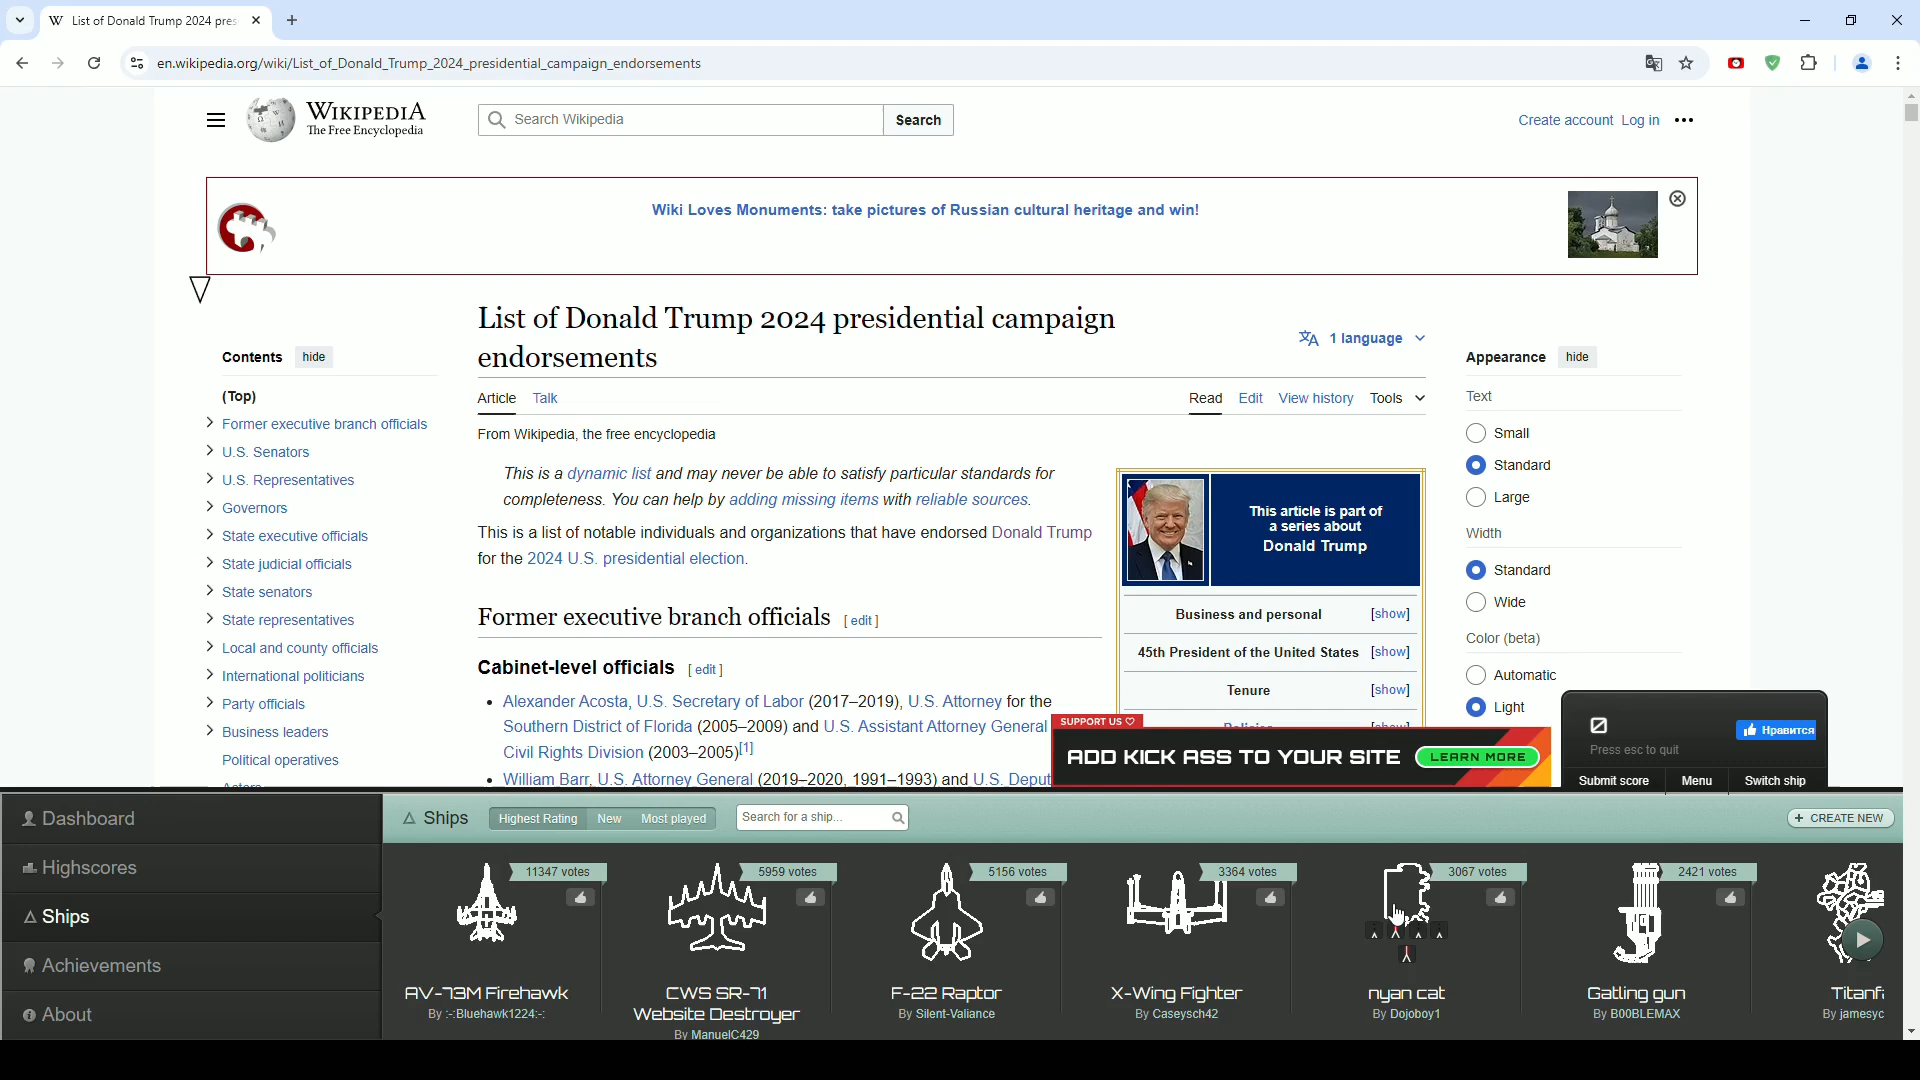 List of Donald Trump 2024 pres
en.wikipedia.org/wiki/List_of_Donald_Trump_2024_presidential_campaign_endorsements
WIKIPEDIA
The Free Encyclopedia
Search Wikipedia
Search
Create account Log in
Wiki Loves Monuments: take pictures of Russian cultural heritage and win!
List of Donald Trump 2024 presidential campaign
endorsements
1 language
Article Talk
Read Edit View history Tools
From Wikipedia, the free encyclopedia
Contents hide
(Top)
Former executive branch officials
U.S. Senators
U.S. Representatives
Governors
State executive officials
State judicial officials
State senators
State representatives
Local and county officials
International politicians
Party officials
Business leaders
Political operatives
This is a dynamic list and may never be able to satisfy particular standards for
completeness. You can help by adding missing items with reliable sources.
This is a list of notable individuals and organizations that have endorsed Donald Trump
for the 2024 U.S. presidential election.
Former executive branch officials [ edit ]
Cabinet-level officials [ edit ]
• Alexander Acosta, U.S. Secretary of Labor (2017–2019), U.S. Attorney for the
Southern District of Florida (2005–2009) and U.S. Assistant Attorney General
Civil Rights Division (2003–2005)[1]
• William Barr, U.S. Attorney General (2019–2020, 1991–1993) and U.S. Deput
This article is part of
a series about
Donald Trump
Business and personal [show]
45th President of the United States [show]
Tenure [show]
Appearance hide
Text
Small
Standard
Large
Width
Standard
Wide
Color (beta)
Automatic
Light
SUPPORT US
ADD KICK ASS TO YOUR SITE LEARN MORE
Нравится
Press esc to quit
Submit score Menu Switch ship
Dashboard
Highscores
Ships
Achievements
About
Ships Highest Rating New Most played Search for a ship...
+ CREATE NEW
11347 votes
AV-73M Firehawk
By :-:Bluehawk1224:-:
5959 votes
CWS SR-71
Website Destroyer
By ManuelC429
5156 votes
F-22 Raptor
By Silent-Valiance
3364 votes
X-Wing Fighter
By Caseysch42
3067 votes
nyan cat
By Dojoboy1
2421 votes
Gatling gun
By B00BLEMAX
Titanfa
By jamesyc